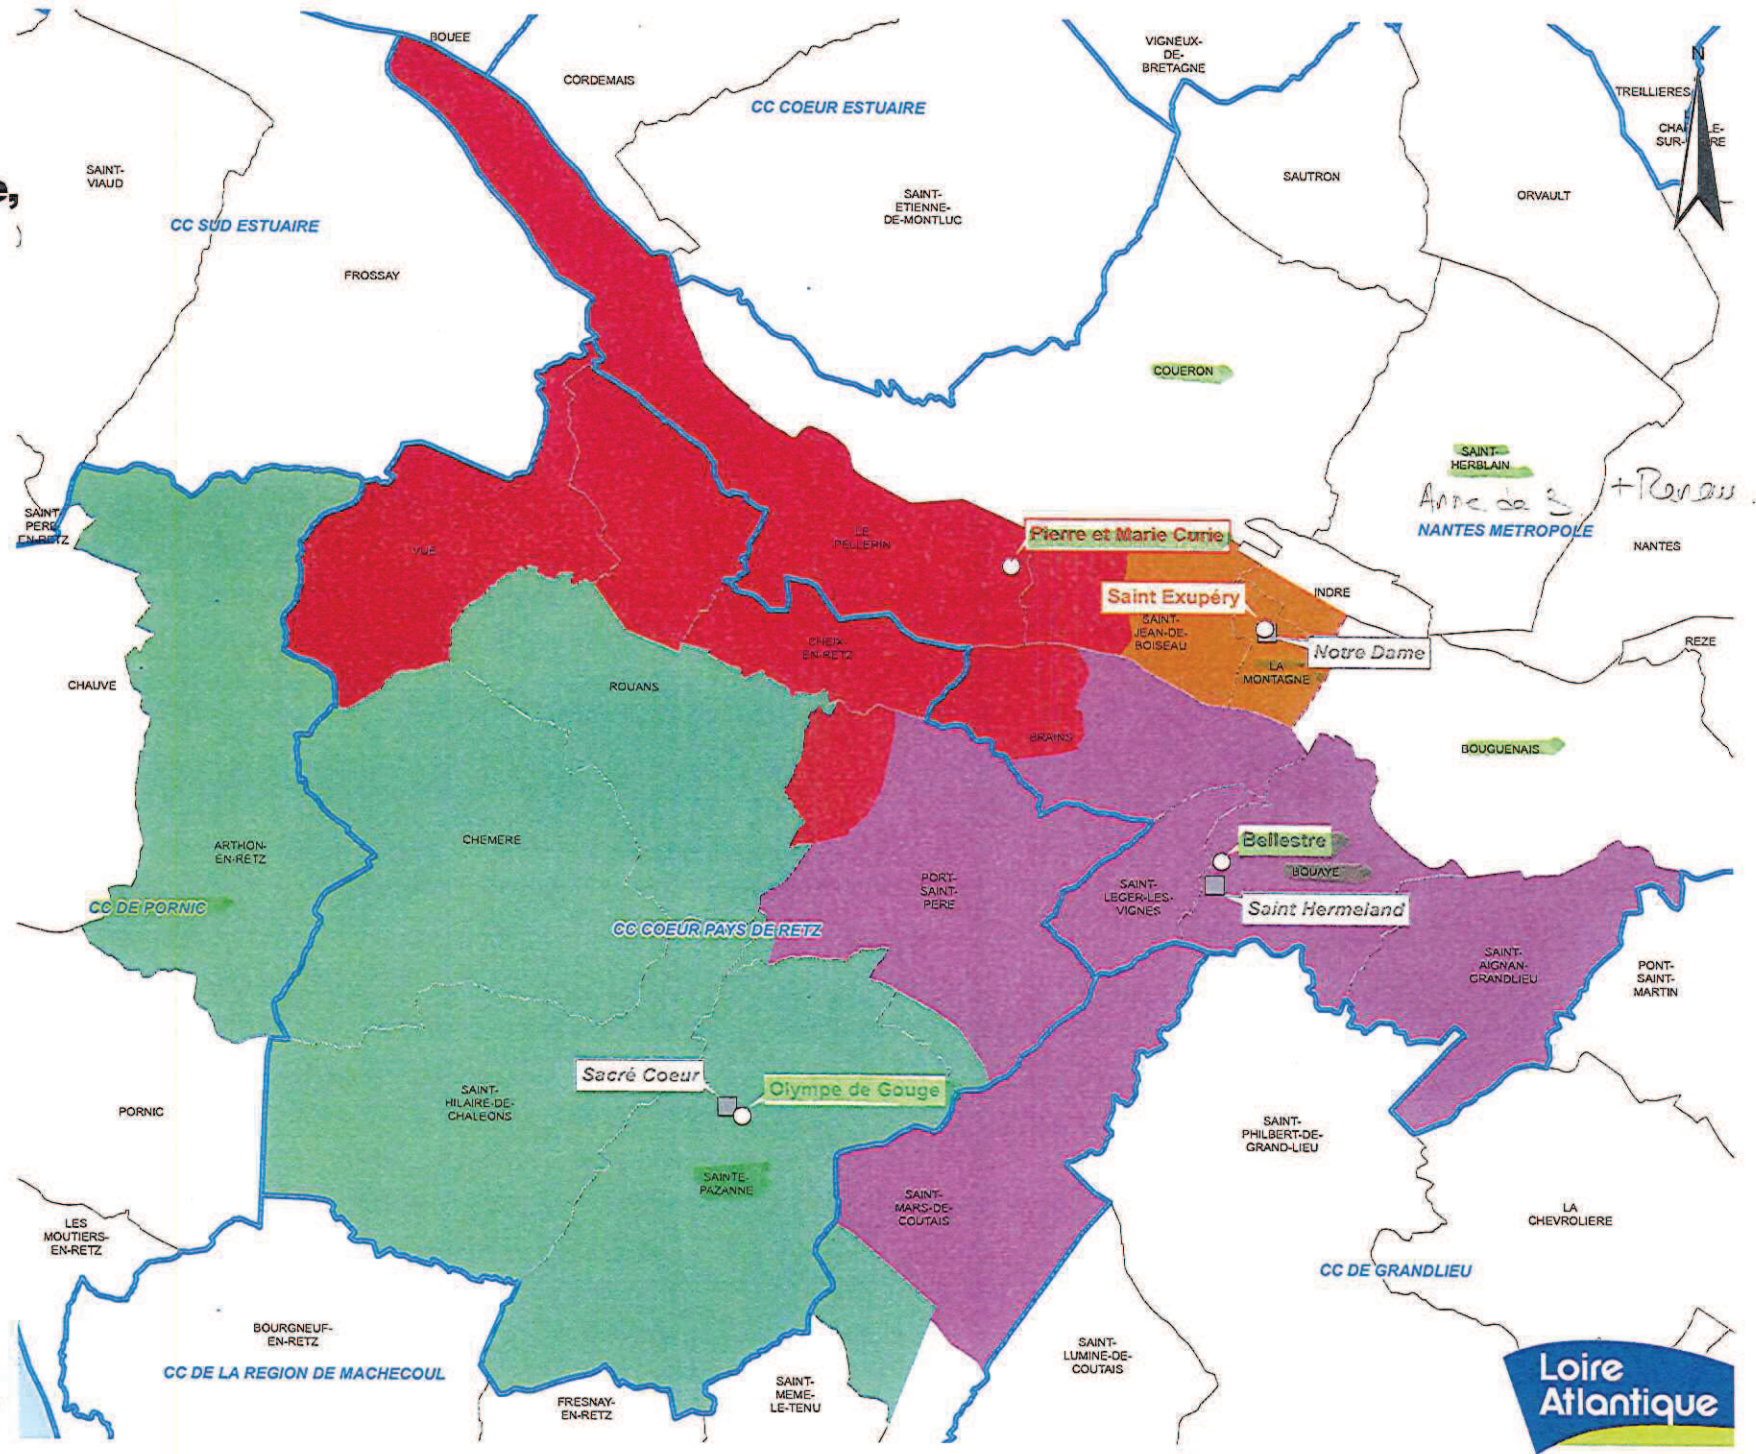 BOUEE
CORDEMAIS
VIGNEUX-
DE-
BRETAGNE
N
TREILLIERES
CC COEUR ESTUAIRE
SAINT-
VIAUD
SAUTRON
ORVAULT
SAINT-
ETIENNE-
DE-MONTLUC
CC SUD ESTUAIRE
FROSSAY
COUERON
SAINT-
HERBLAIN
SAINT-
PERE-
EN-RETZ
NANTES METROPOLE
NANTES
VUE
LE
PELLERIN
Pierre et Marie Curie
Saint Exupéry
INDRE
SAINT-
JEAN-DE-
BOISEAU
Notre Dame
REZE
CHEIX-
EN-RETZ
LA
MONTAGNE
CHAUVE
ROUANS
BRAINS
BOUGUENAIS
ARTHON-
EN-RETZ
CHEMERE
Bellestre
BOUAYE
PORT-
SAINT-
PERE
SAINT-
LEGER-LES-
VIGNES
Saint Hermeland
CC DE PORNIC
CC COEUR PAYS DE RETZ
SAINT-
AIGNAN-
GRANDLIEU
PONT-
SAINT-
MARTIN
Sacré Coeur
Olympe de Gouge
PORNIC
SAINT-
HILAIRE-DE-
CHALEONS
SAINT-
PHILBERT-DE-
GRAND-LIEU
SAINTE-
PAZANNE
SAINT-
MARS-DE-
COUTAIS
LA
CHEVROLIERE
LES
MOUTIERS-
EN-RETZ
CC DE GRANDLIEU
BOURGNEUF-
EN-RETZ
SAINT-
LUMINE-DE-
COUTAIS
CC DE LA REGION DE MACHECOUL
SAINT-
MEME-
LE-TENU
FRESNAY-
EN-RETZ
Loire
Atlantique